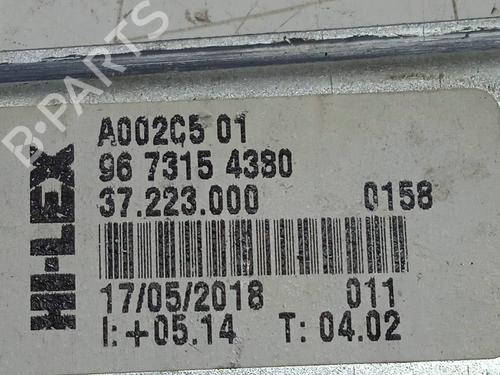 B-PARTS
HI-LEX
A002C5 01
96 7315 4380
37.223.000 0158
17/05/2018 011
I:+05.14 T: 04.02